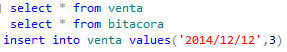 select * from venta
select * from bitacora
insert into venta values('2014/12/12',3)